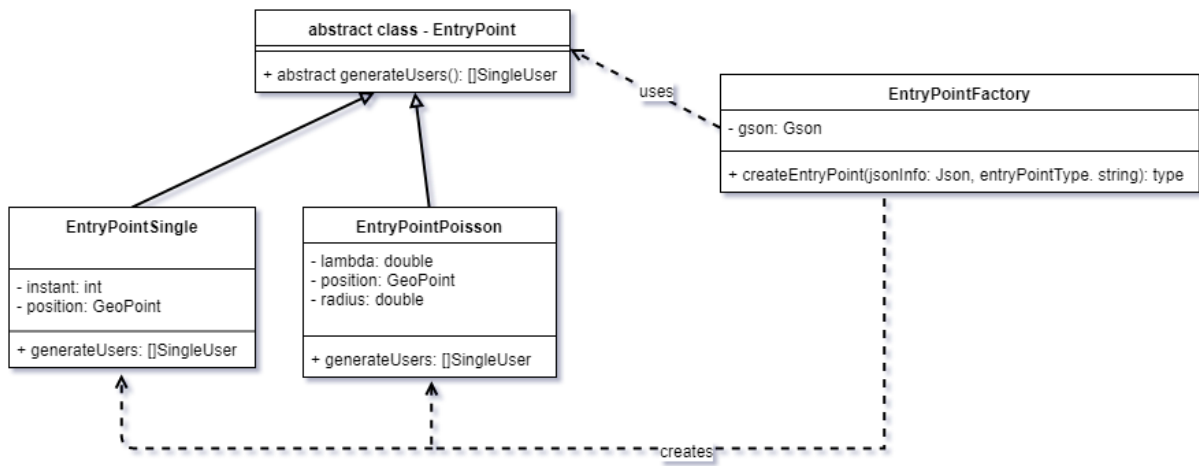 abstract class - EntryPoint
+ abstract generateUsers(): []SingleUser
uses
EntryPointFactory
- gson: Gson
+ createEntryPoint(jsonInfo: Json, entryPointType. string): type
EntryPointSingle
- instant: int
- position: GeoPoint
+ generateUsers: []SingleUser
EntryPointPoisson
- lambda: double
- position: GeoPoint
- radius: double
+ generateUsers: []SingleUser
creates